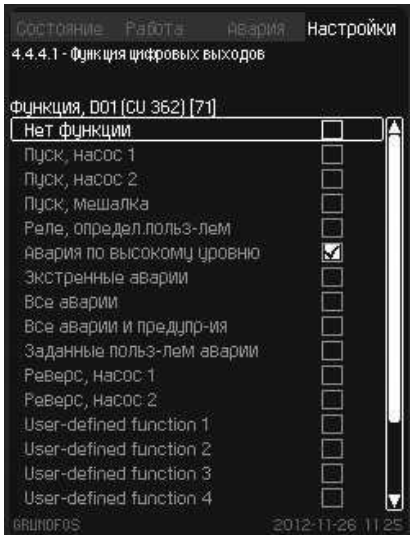 Состояние Работа Авария Настройки
4.4.4.1 - Функция цифровых выходов
Функция, DO1 (CU 362) [71]
Нет функции
Пуск, насос 1
Пуск, насос 2
Пуск, мешалка
Реле, определ.польз-лем
Авария по высокому уровню
Экстренные аварии
Все аварии
Все аварии и предупр-ия
Заданные польз-лем аварии
Реверс, насос 1
Реверс, насос 2
User-defined function 1
User-defined function 2
User-defined function 3
User-defined function 4
GRUNDFOS 2012-11-26 11:25